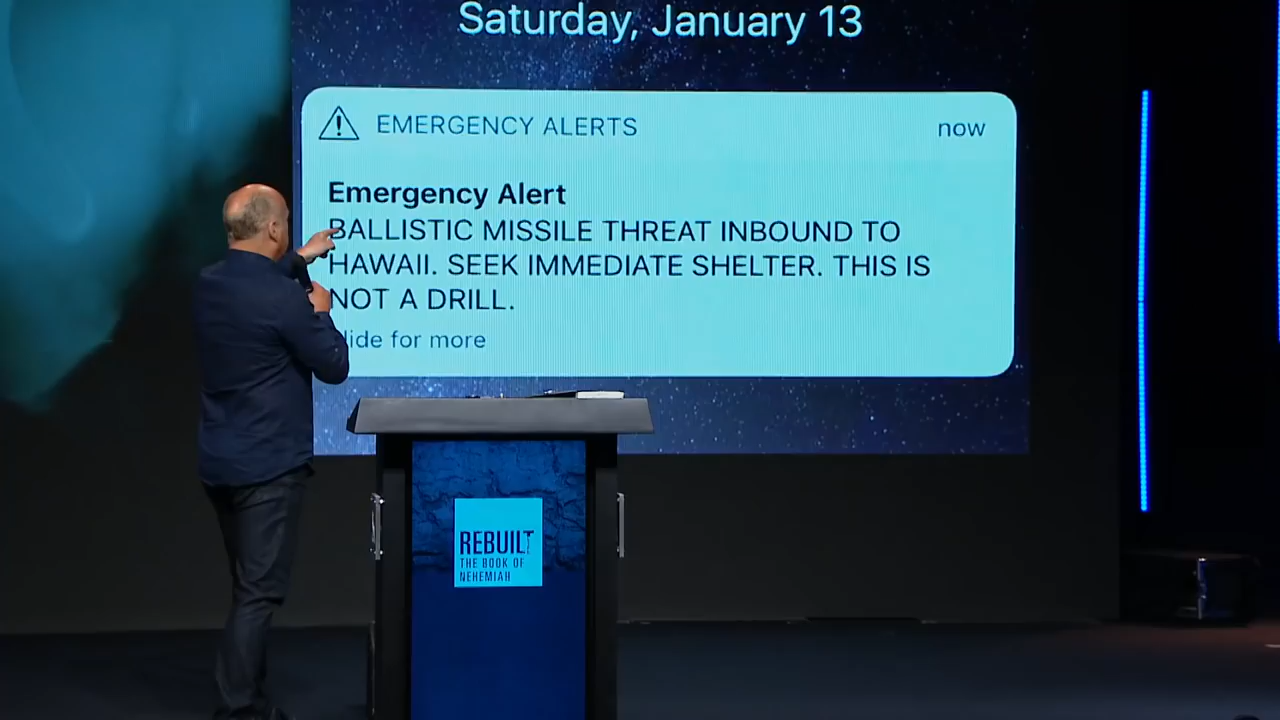 Saturday, January 13
EMERGENCY ALERTS
now
Emergency Alert
BALLISTIC MISSILE THREAT INBOUND TO
HAWAII. SEEK IMMEDIATE SHELTER. THIS IS
NOT A DRILL.
lide for more
REBUILT
THE BOOK OF
NEHEMIAH